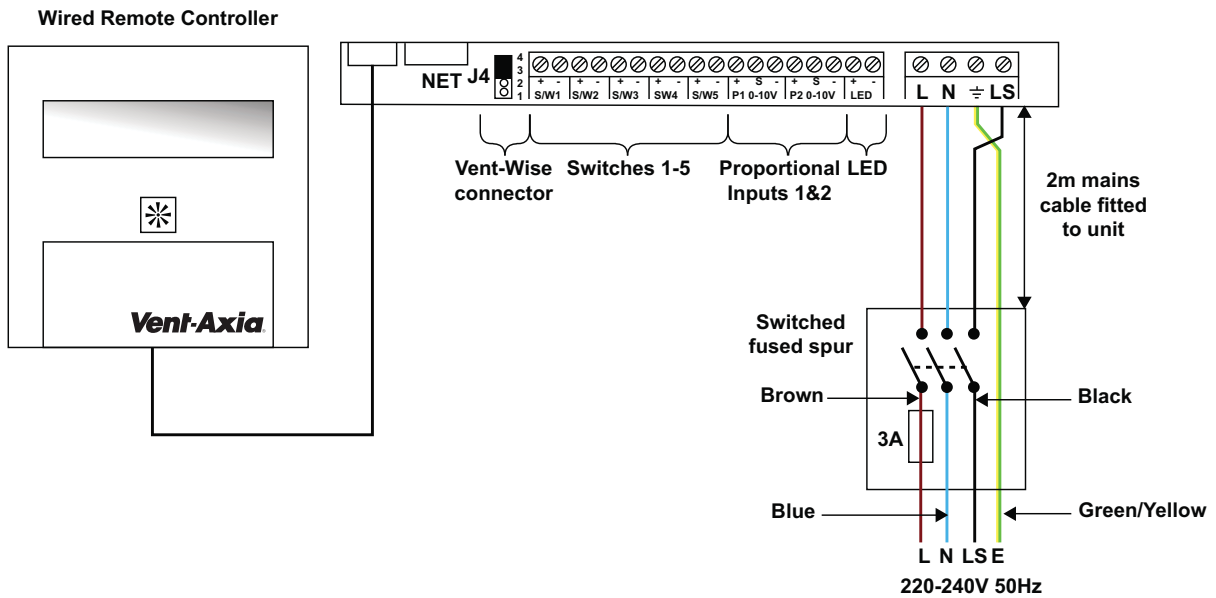 Wired Remote Controller
Vent-Axia
NET J4
4
3
2
1
+ - + - + - + - + - + S - + S - + -
S/W1 S/W2 S/W3 SW4 S/W5 P1 0-10V P2 0-10V LED
L N LS
Vent-Wise
connector
Switches 1-5
Proportional
Inputs 1&2
LED
2m mains
cable fitted
to unit
Switched
fused spur
Brown
Black
3A
Blue
Green/Yellow
L N LS E
220-240V 50Hz